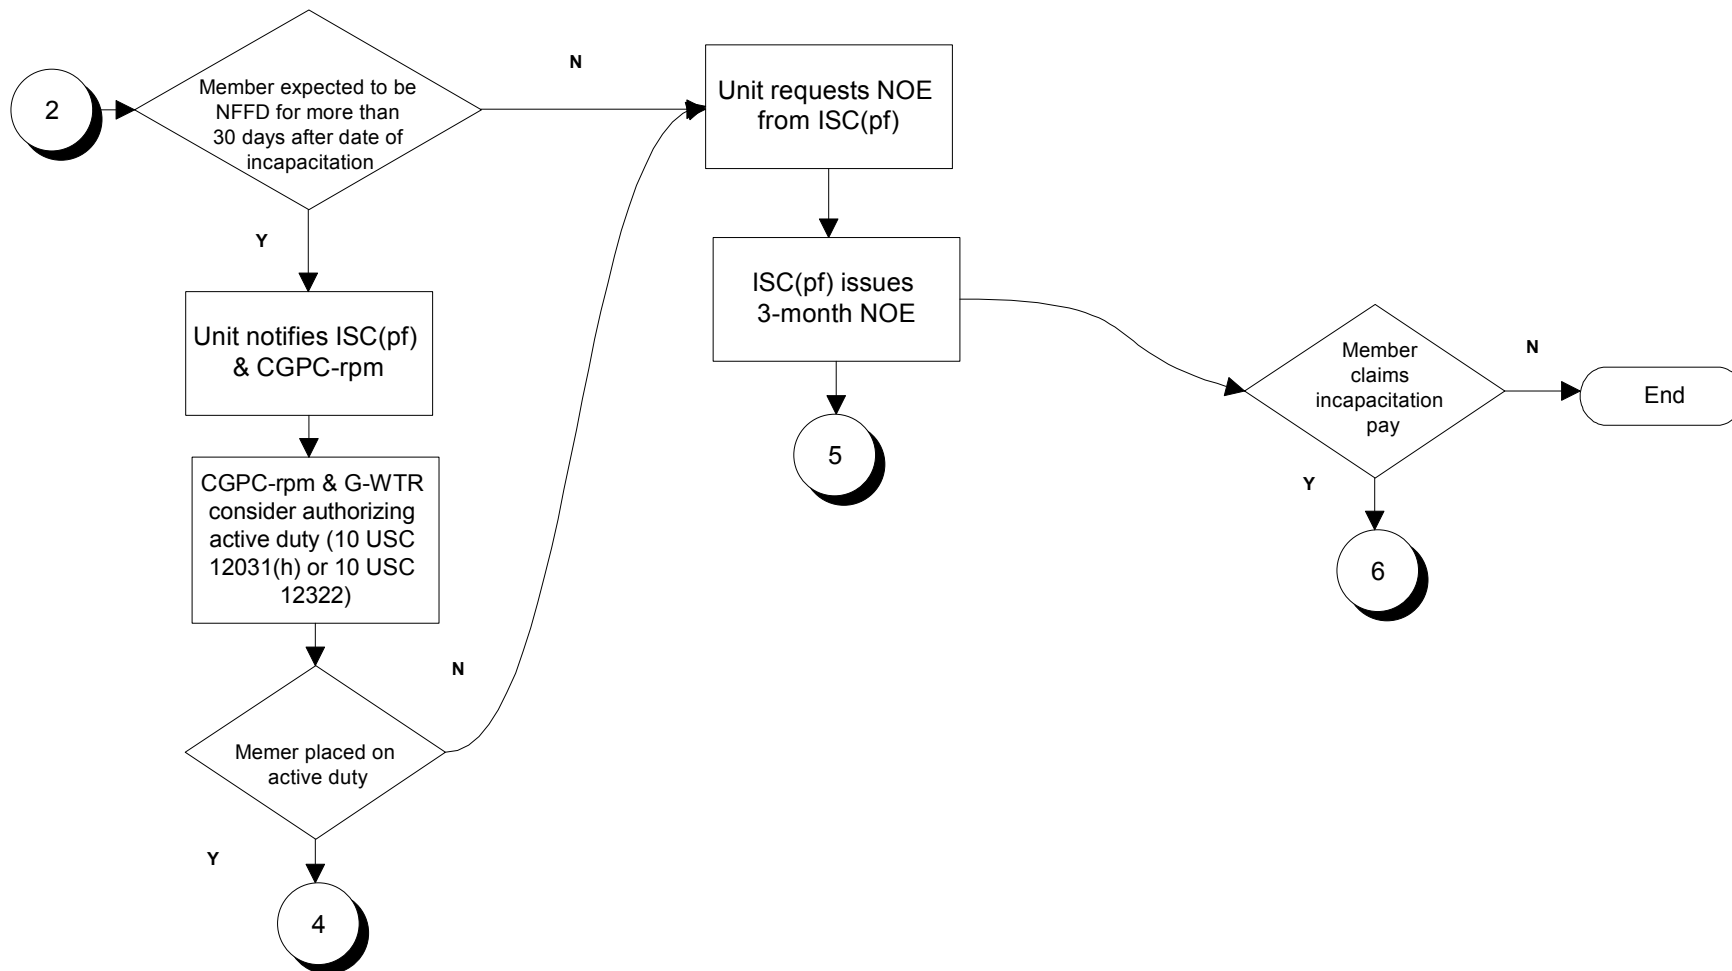 2
Member expected to be
NFFD for more than
30 days after date of
incapacitation
N
Y
Unit requests NOE
from ISC(pf)
Unit notifies ISC(pf)
& CGPC-rpm
ISC(pf) issues
3-month NOE
CGPC-rpm & G-WTR
consider authorizing
active duty (10 USC
12031(h) or 10 USC
12322)
5
Member
claims
incapacitation
pay
N
End
Y
6
Memer placed on
active duty
N
Y
4